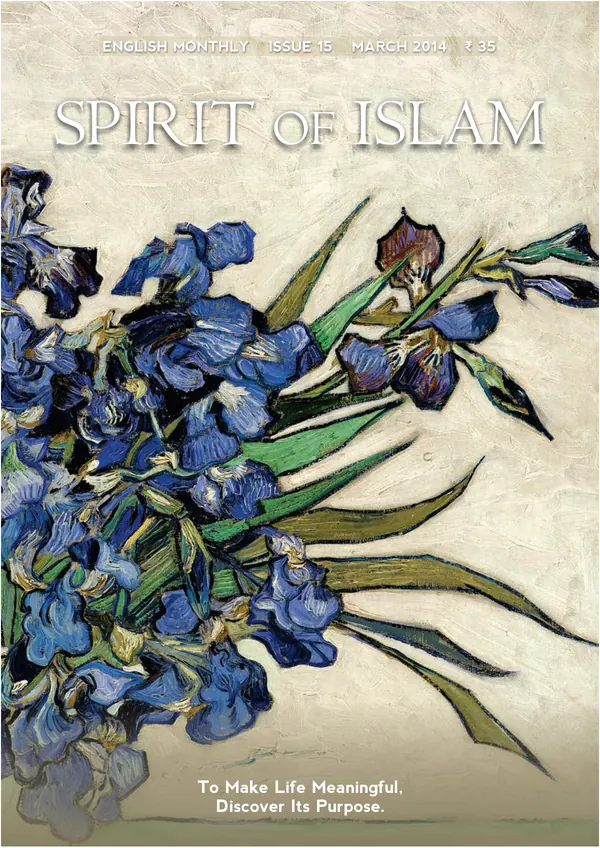 ENGLISH MONTHLY ISSUE 15 MARCH 2014 ₹ 35
SPIRIT OF ISLAM
To Make Life Meaningful,
Discover Its Purpose.